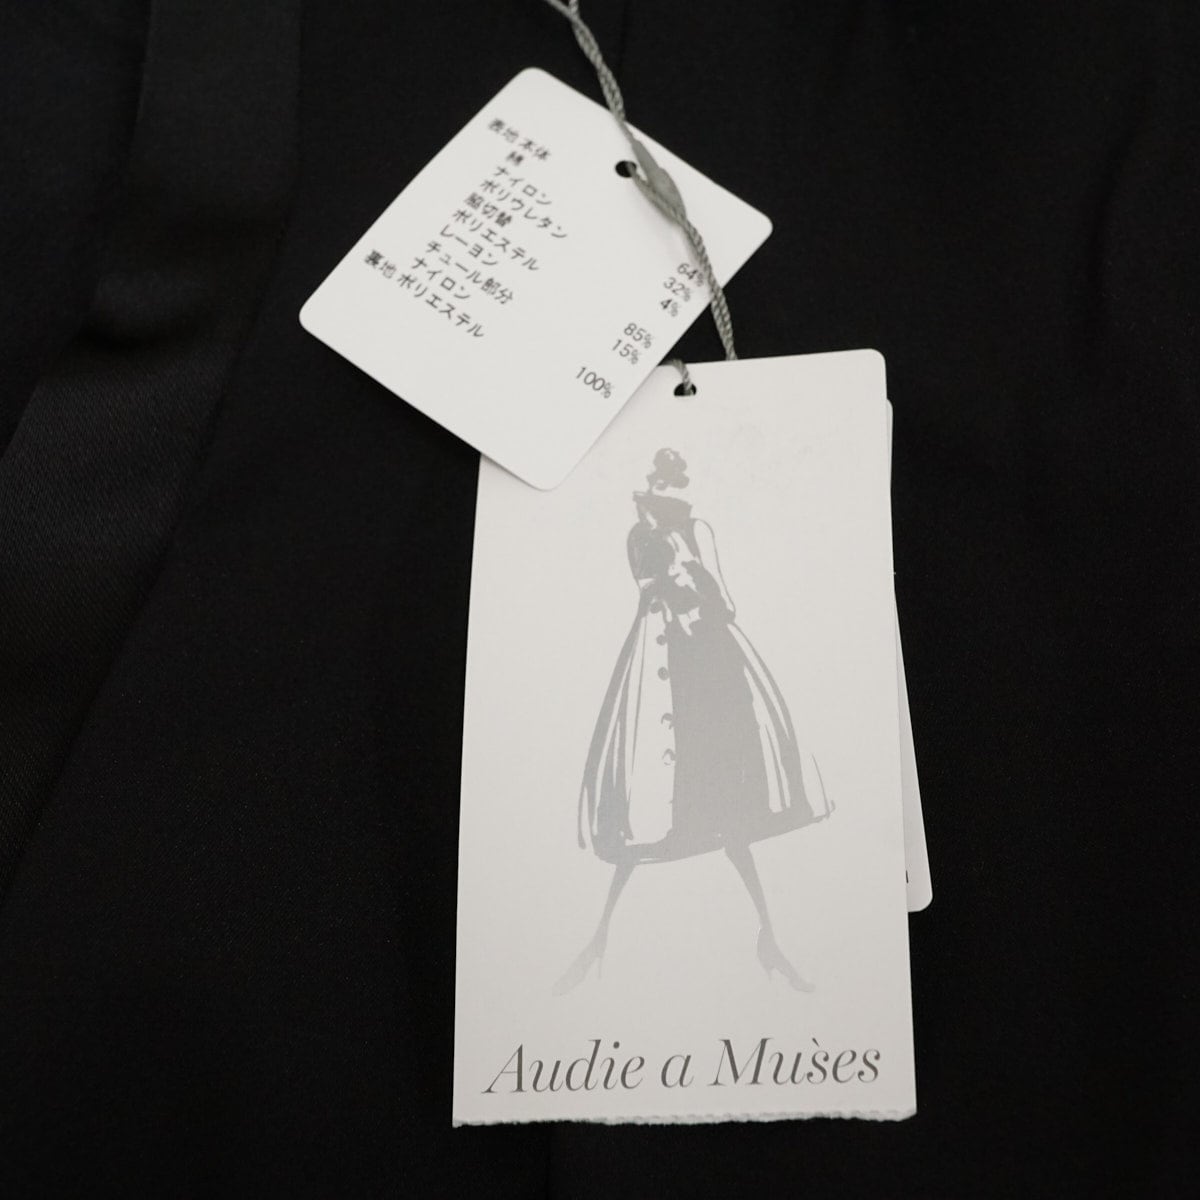 表地 本体
綿 64%
ナイロン 32%
ポリウレタン 4%
脇切替
ポリエステル 85%
レーヨン 15%
チュール部分
ナイロン 100%
裏地 ポリエステル
Audie a Mus̀es